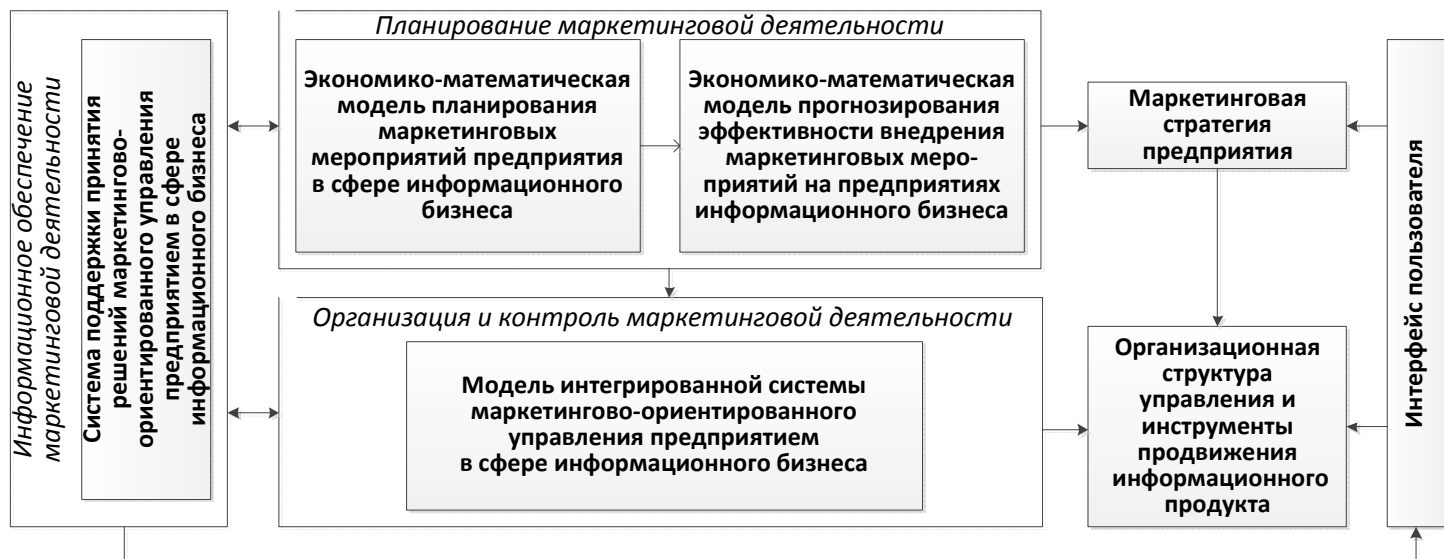 Информационное обеспечение
маркетинговой деятельности
Система поддержки принятия
решений маркетингово-
ориентированного управления
предприятием в сфере
информационного бизнеса
Планирование маркетинговой деятельности
Экономико-математическая
модель планирования
маркетинговых
мероприятий предприятия
в сфере информационного
бизнеса
Экономико-математическая
модель прогнозирования
эффективности внедрения
маркетинговых меро-
приятий на предприятиях
информационного бизнеса
Организация и контроль маркетинговой деятельности
Модель интегрированной системы
маркетингово-ориентированного
управления предприятием
в сфере информационного бизнеса
Маркетинговая
стратегия
предприятия
Организационная
структура
управления и
инструменты
продвижения
информационного
продукта
Интерфейс пользователя